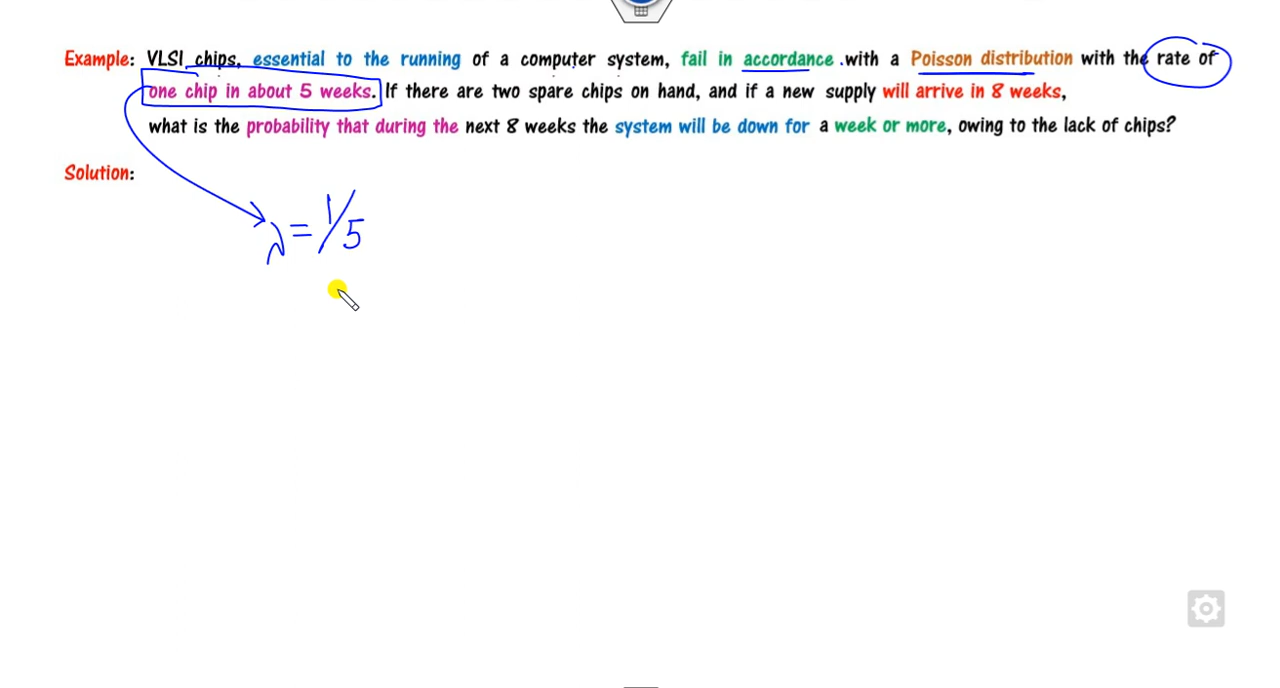 Example: VLSI chips, essential to the running of a computer system, fail in accordance .with a Poisson distribution with the rate of
one chip in about 5 weeks. If there are two spare chips on hand, and if a new supply will arrive in 8 weeks,
what is the probability that during the next 8 weeks the system will be down for a week or more, owing to the lack of chips?
Solution:
λ = 1/5